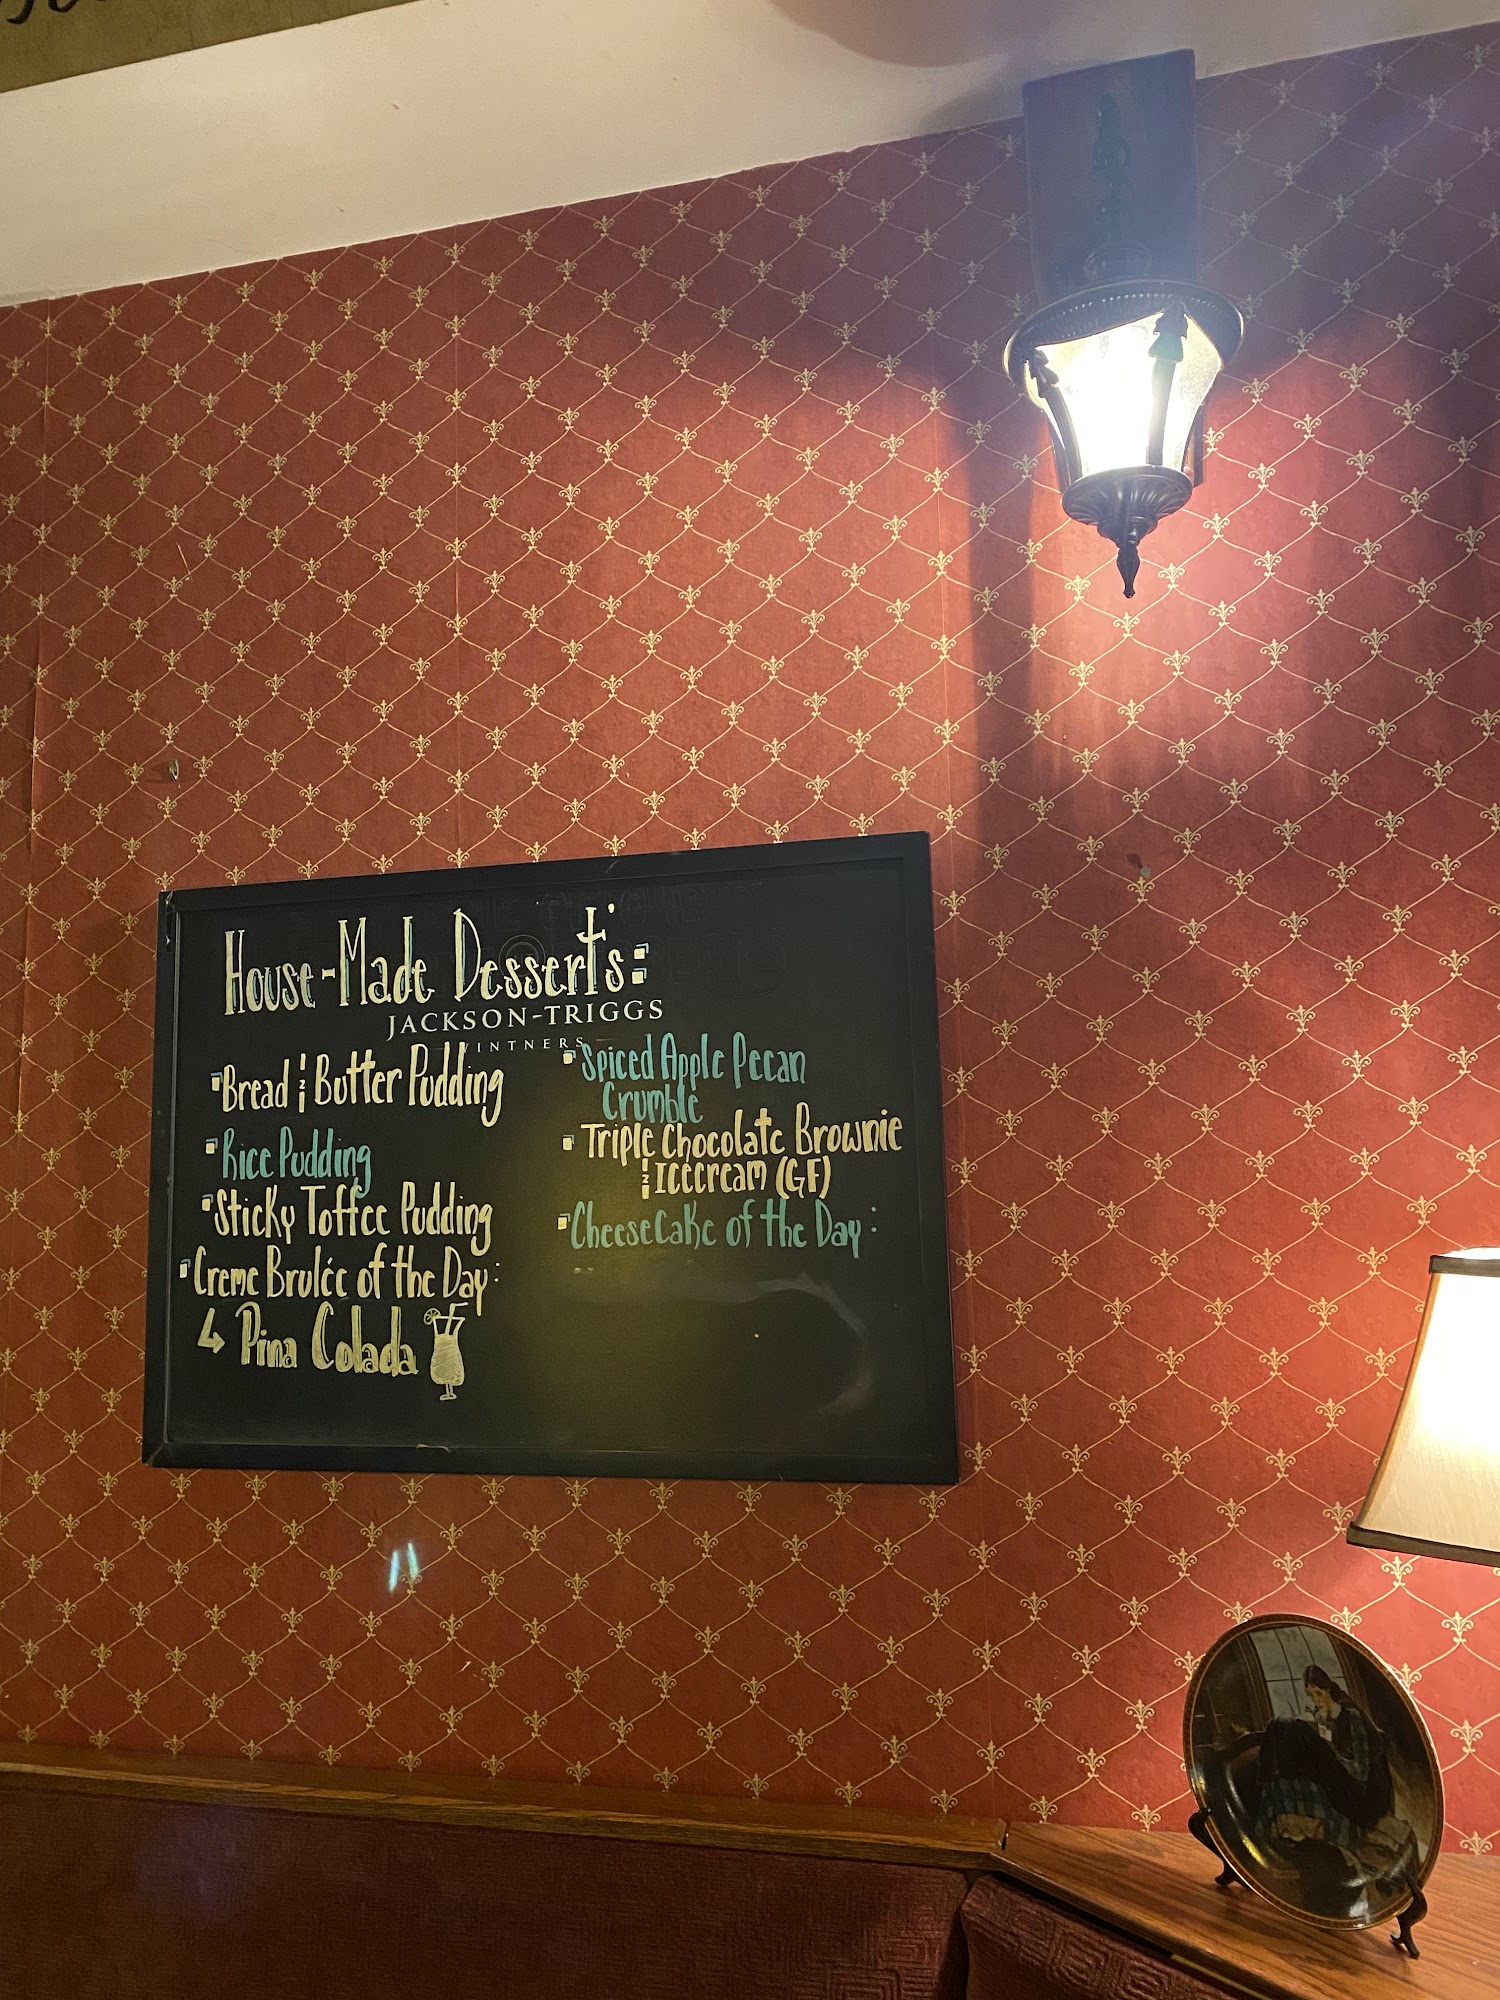 House-Made Desserts:
JACKSON-TRIGGS
VINTNERS
Bread & Butter Pudding
Rice Pudding
Sticky Toffee Pudding
Creme Brulée of the Day:
↳ Pina Colada
Spiced Apple Pecan
Crumble
Triple Chocolate Brownie
& Icecream (GF)
Cheesecake of the Day: